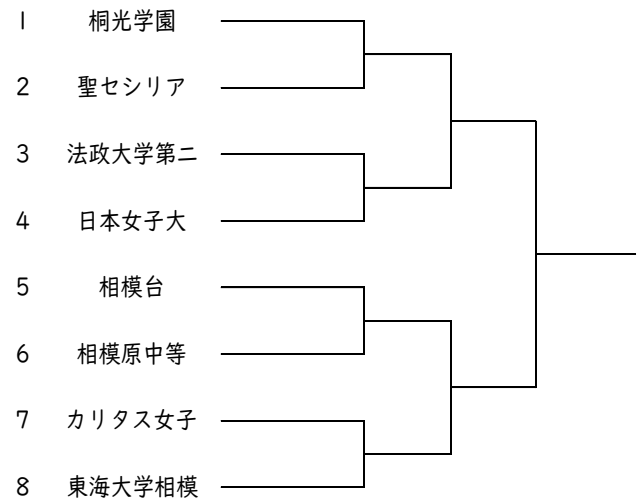 1 桐光学園
2 聖セシリア
3 法政大学第二
4 日本女子大
5 相模台
6 相模原中等
7 カリタス女子
8 東海大学相模